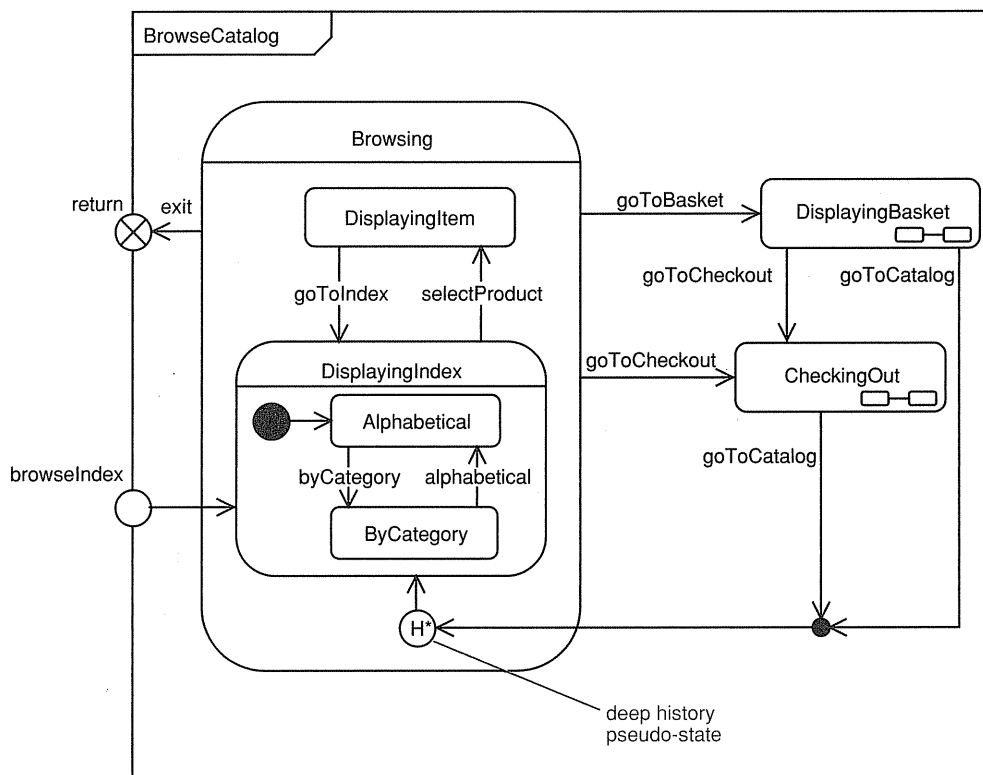 BrowseCatalog
Browsing
return
exit
DisplayingItem
goToBasket
DisplayingBasket
goToIndex
selectProduct
goToCheckout
goToCatalog
DisplayingIndex
goToCheckout
CheckingOut
Alphabetical
byCategory
alphabetical
goToCatalog
browseIndex
ByCategory
H*
deep history
pseudo-state